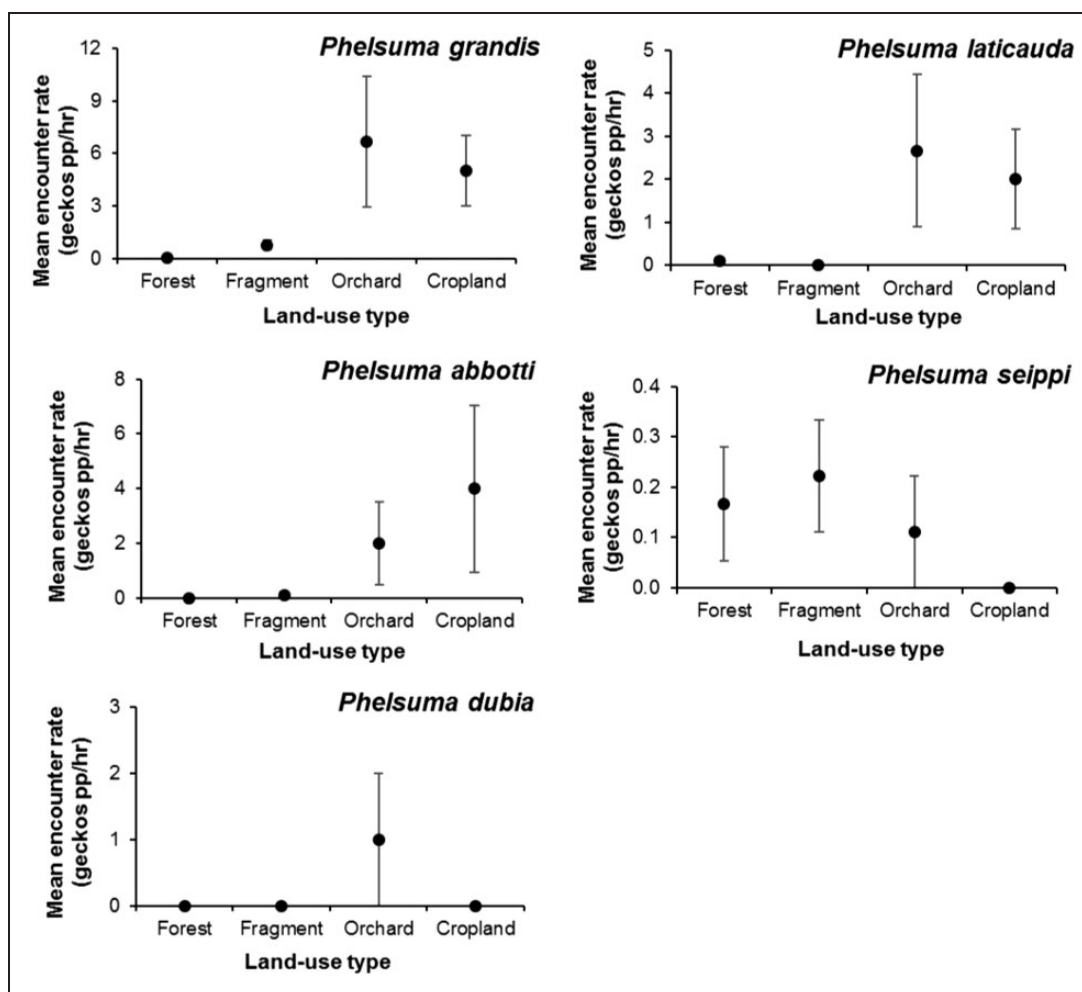 Phelsuma grandis
Mean encounter rate
(geckos pp/hr)
12
9
6
3
0
Forest Fragment Orchard Cropland
Land-use type
Phelsuma laticauda
Mean encounter rate
(geckos pp/hr)
5
4
3
2
1
0
Forest Fragment Orchard Cropland
Land-use type
Phelsuma abbotti
Mean encounter rate
(geckos pp/hr)
8
6
4
2
0
Forest Fragment Orchard Cropland
Land-use type
Phelsuma seippi
Mean encounter rate
(geckos pp/hr)
0.4
0.3
0.2
0.1
0.0
Forest Fragment Orchard Cropland
Land-use type
Phelsuma dubia
Mean encounter rate
(geckos pp/hr)
3
2
1
0
Forest Fragment Orchard Cropland
Land-use type